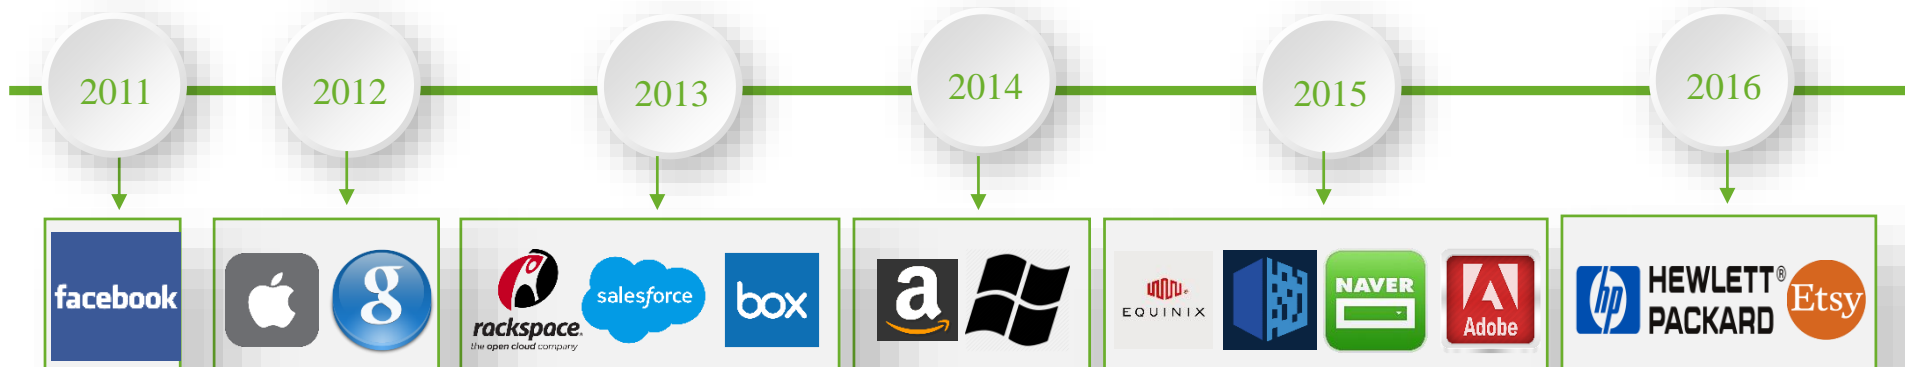 2011
2012
2013
2014
2015
2016
facebook
g
rackspace.
the open cloud company
salesforce
box
a
EQUINIX
NAVER
Adobe
hp
HEWLETT®
PACKARD
Etsy